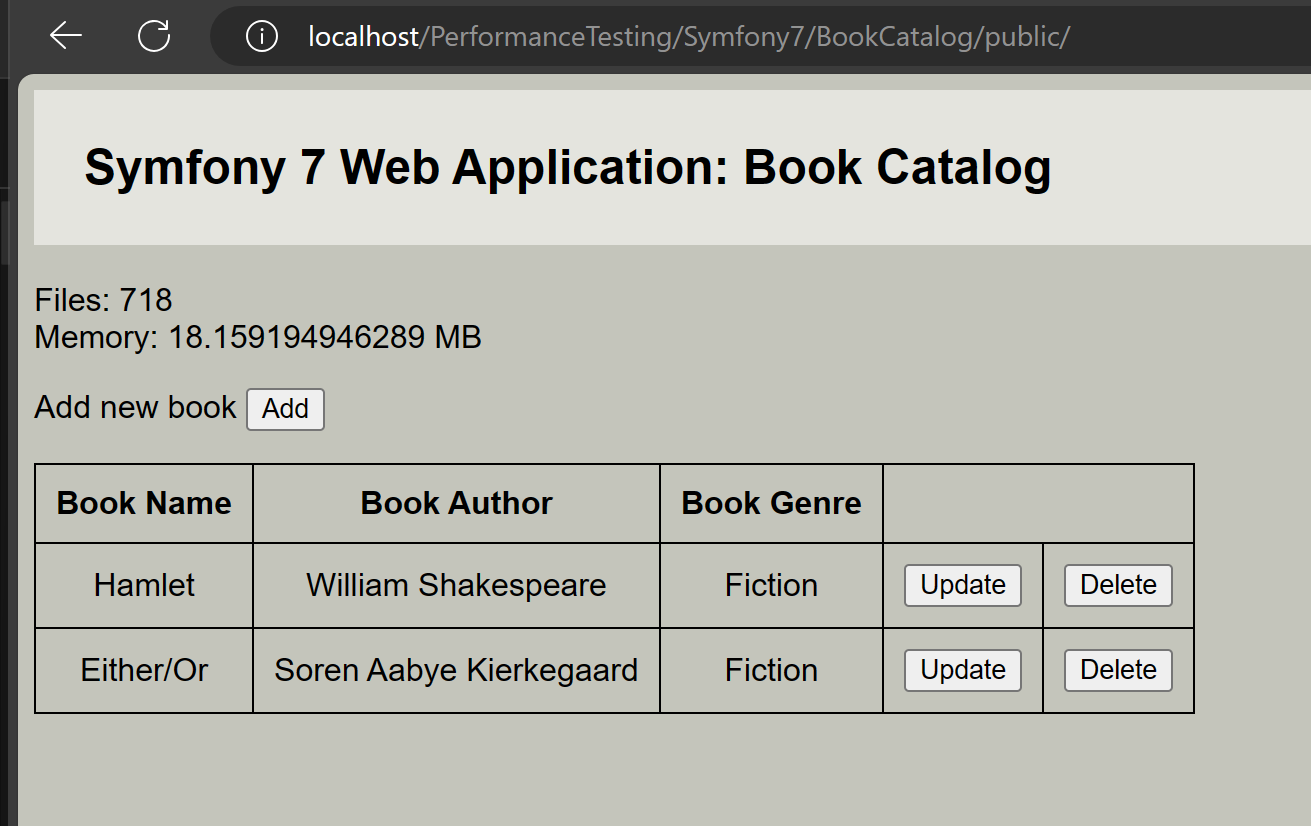 localhost/PerformanceTesting/Symfony7/BookCatalog/public/
Symfony 7 Web Application: Book Catalog
Files: 718
Memory: 18.159194946289 MB
Add new book Add
Book Name Book Author Book Genre
Hamlet William Shakespeare Fiction Update Delete
Either/Or Soren Aabye Kierkegaard Fiction Update Delete